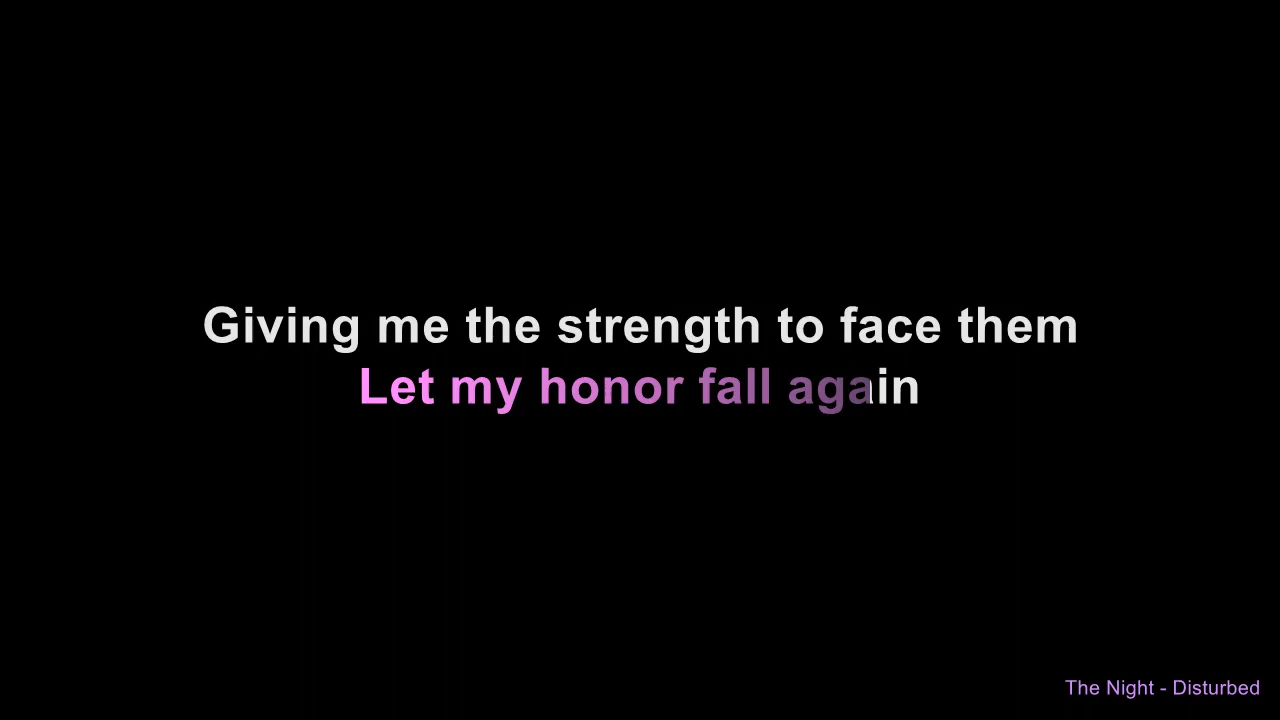 Giving me the strength to face them
Let my honor fall again
The Night - Disturbed